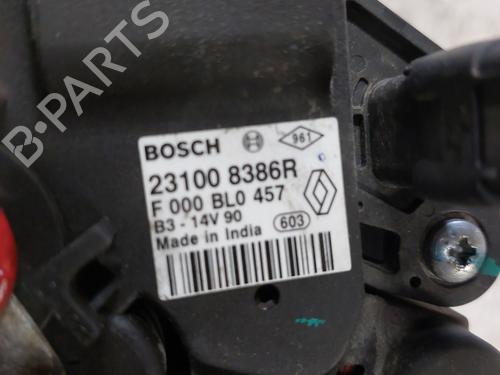 BOSCH 961
23100 8386R
F 000 BL0 457
B3 - 14V 90
Made in India 603
B-PARTS